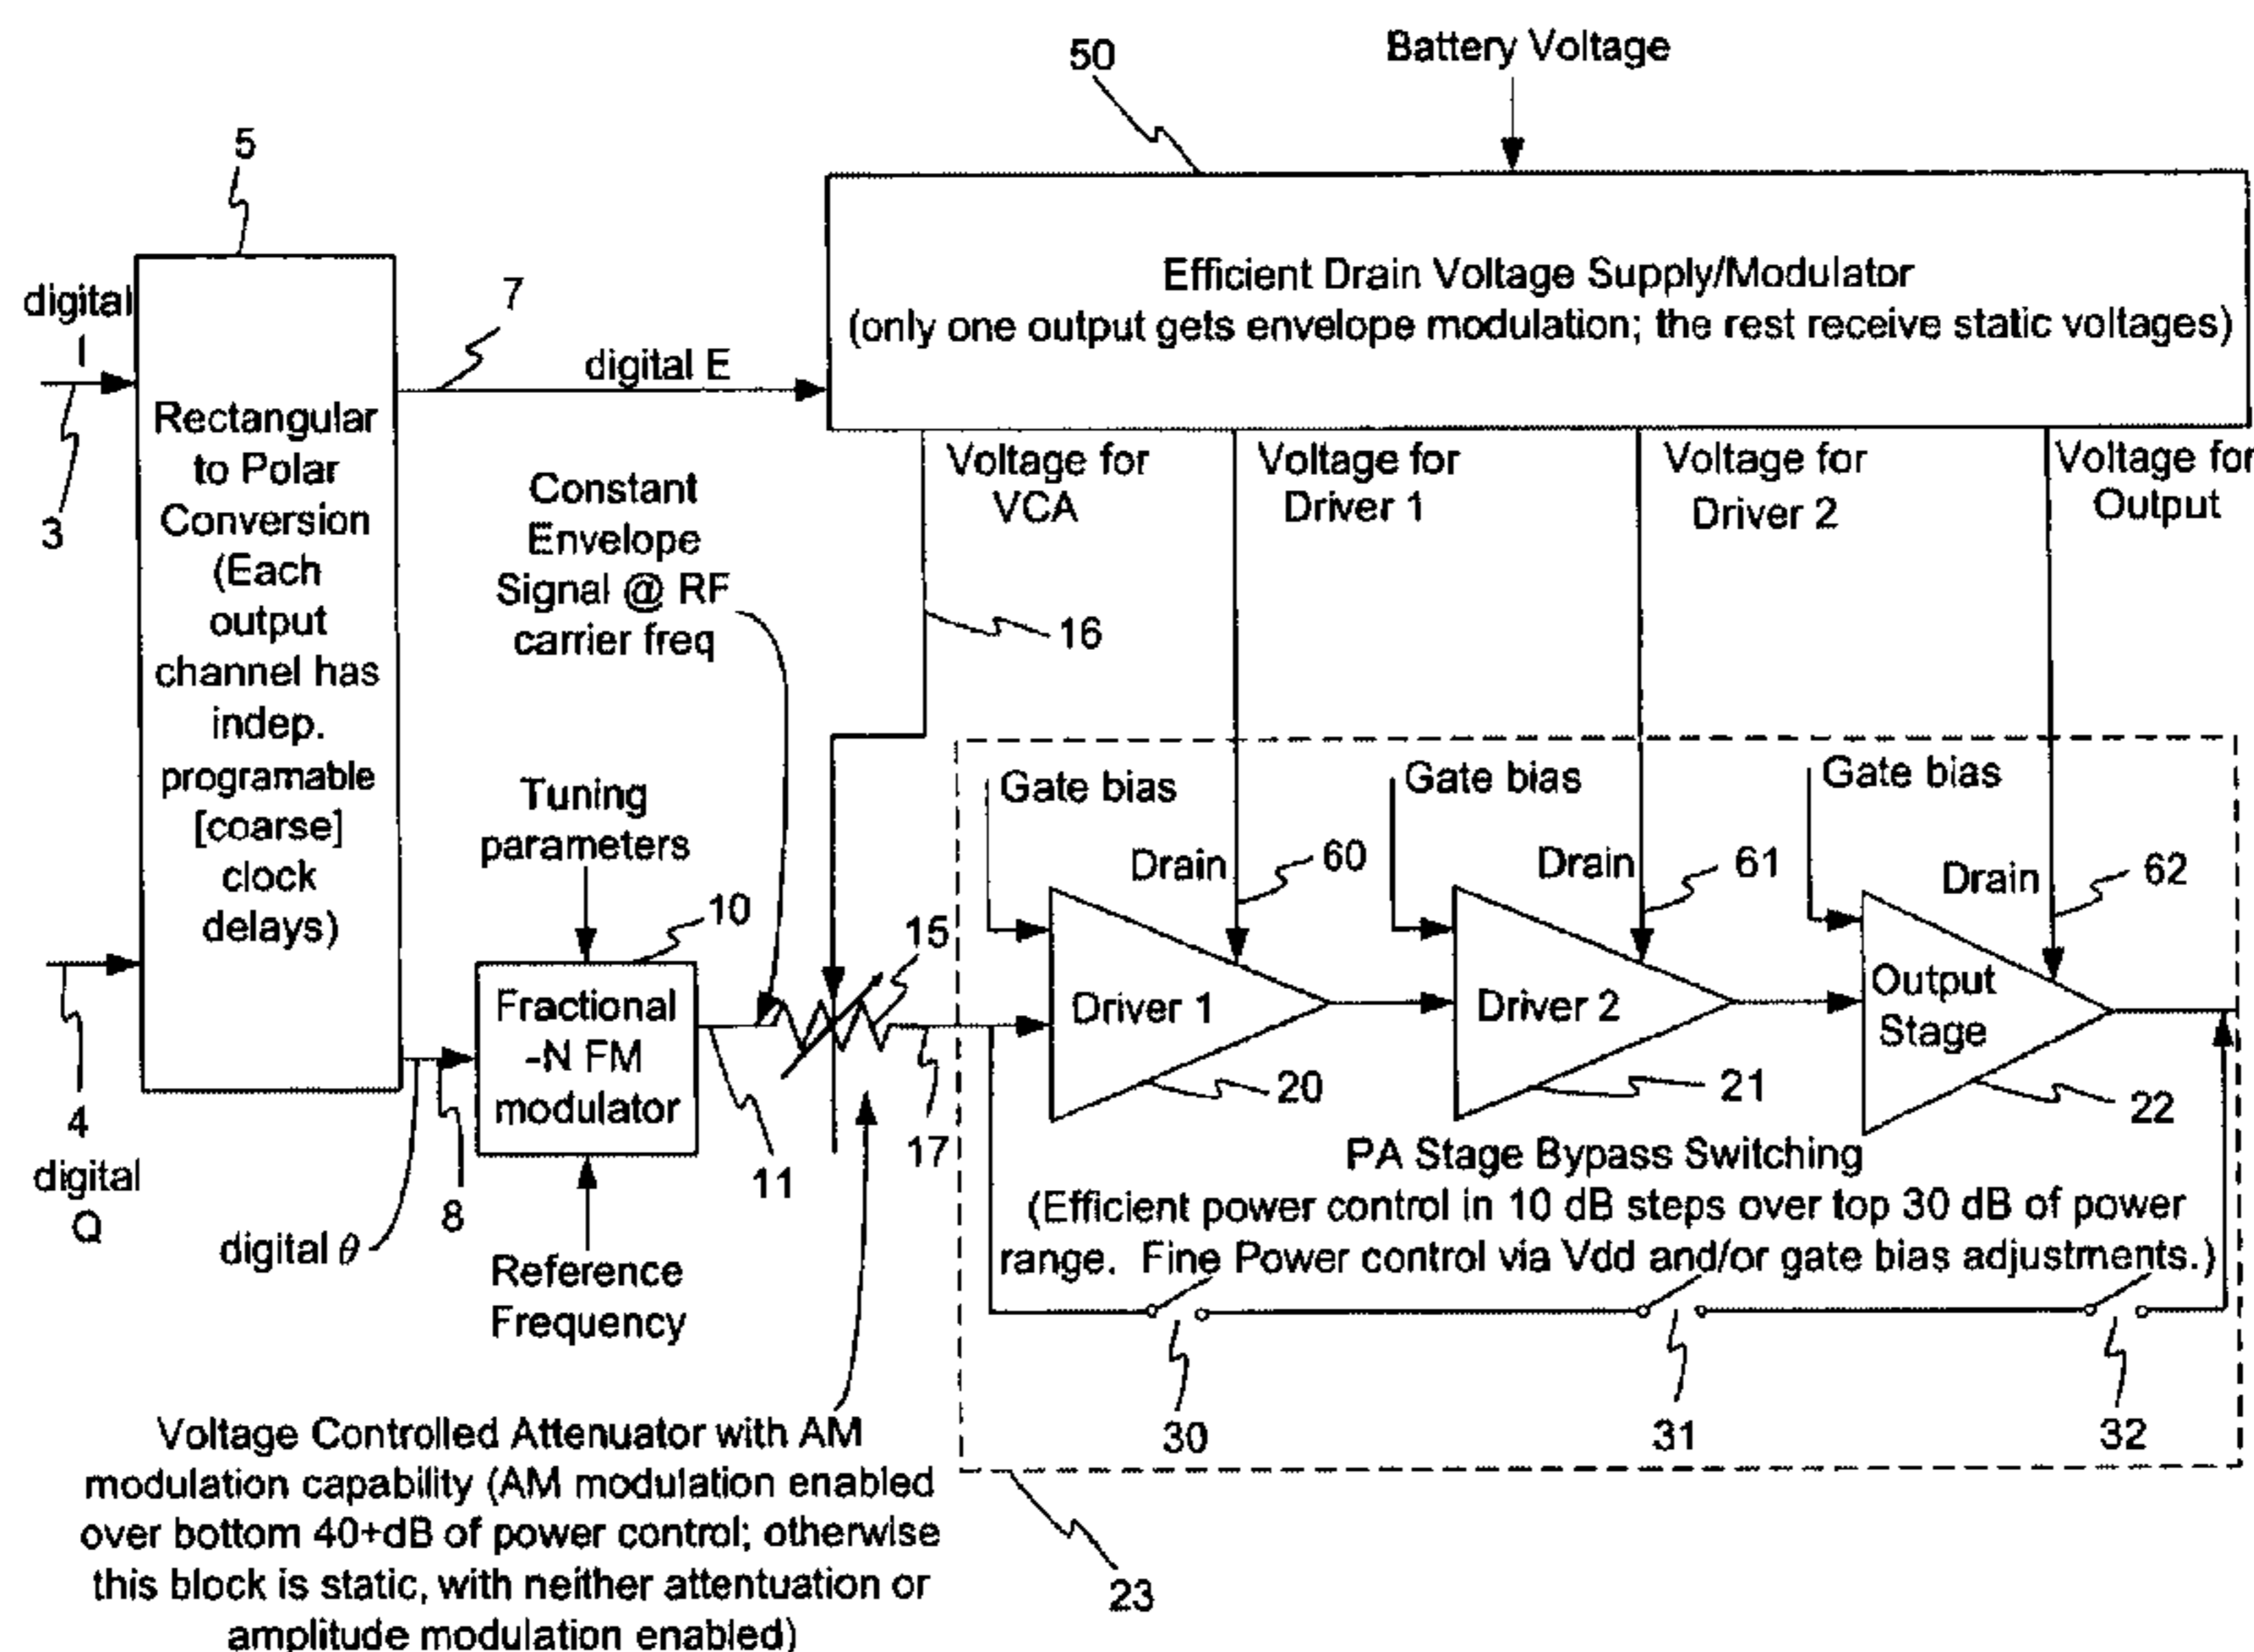 50
Battery Voltage
5
digital
I
3
7
digital E
Efficient Drain Voltage Supply/Modulator
(only one output gets envelope modulation; the rest receive static voltages)
Rectangular
to Polar
Conversion
(Each
output
channel has
indep.
programable
[coarse]
clock
delays)
4
digital
Q
digital θ
8
Constant
Envelope
Signal @ RF
carrier freq
Voltage for
VCA
Voltage for
Driver 1
Voltage for
Driver 2
Voltage for
Output
16
Tuning
parameters
10
Fractional
-N FM
modulator
Reference
Frequency
11
15
17
Gate bias
Gate bias
Gate bias
Drain
60
Drain
61
Drain
62
Driver 1
Driver 2
Output
Stage
20
21
22
PA Stage Bypass Switching
(Efficient power control in 10 dB steps over top 30 dB of power
range. Fine Power control via Vdd and/or gate bias adjustments.)
30
31
32
23
Voltage Controlled Attenuator with AM
modulation capability (AM modulation enabled
over bottom 40+dB of power control; otherwise
this block is static, with neither attentuation or
amplitude modulation enabled)